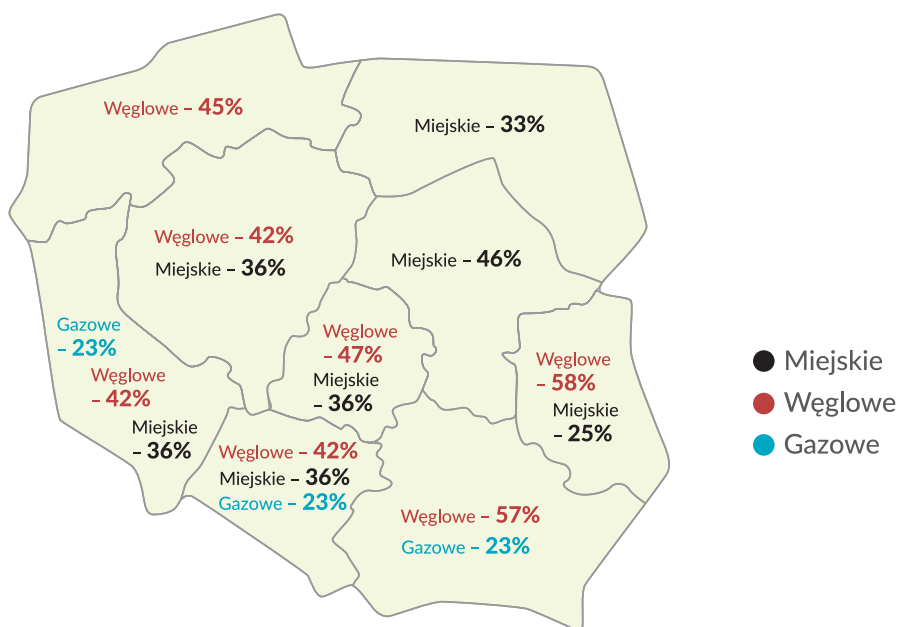 Węglowe – 45%
Miejskie – 33%
Węglowe – 42%
Miejskie – 36%
Miejskie – 46%
Gazowe
– 23%
Węglowe
– 42%
Miejskie
– 36%
Węglowe
– 47%
Miejskie
– 36%
Węglowe
– 58%
Miejskie
– 25%
Węglowe – 42%
Miejskie – 36%
Gazowe – 23%
Węglowe – 57%
Gazowe – 23%
Miejskie
Węglowe
Gazowe